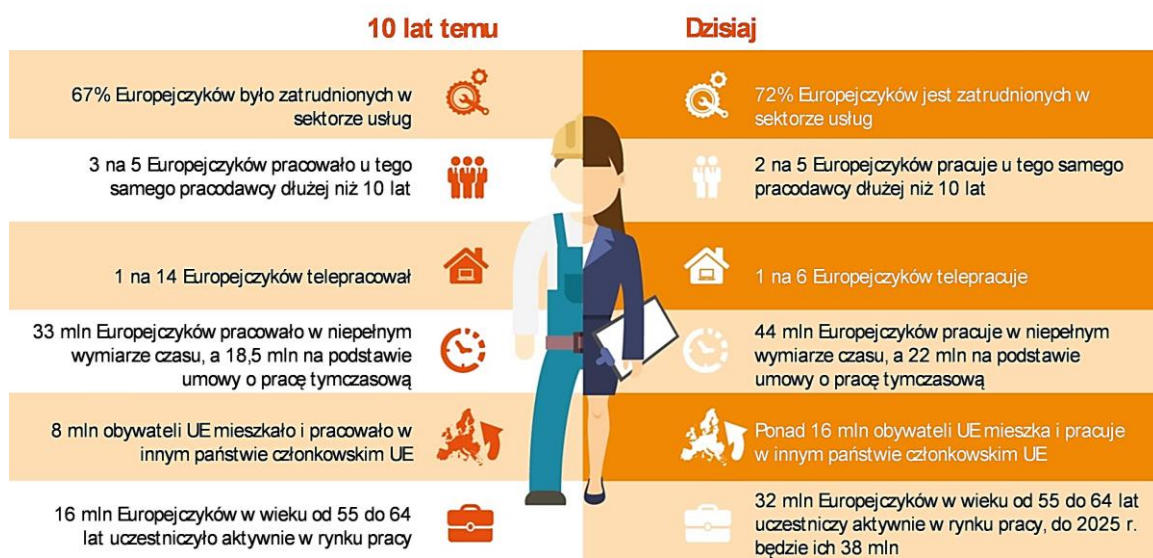 10 lat temu
Dzisiaj
67% Europejczyków było zatrudnionych w
sektorze usług
72% Europejczyków jest zatrudnionych w
sektorze usług
3 na 5 Europejczyków pracowało u tego
samego pracodawcy dłużej niż 10 lat
2 na 5 Europejczyków pracuje u tego samego
pracodawcy dłużej niż 10 lat
1 na 14 Europejczyków telepracował
1 na 6 Europejczyków telepracuje
33 mln Europejczyków pracowało w niepełnym
wymiarze czasu, a 18,5 mln na podstawie
umowy o pracę tymczasową
44 mln Europejczyków pracuje w niepełnym
wymiarze czasu, a 22 mln na podstawie
umowy o pracę tymczasową
8 mln obywateli UE mieszkało i pracowało w
innym państwie członkowskim UE
Ponad 16 mln obywateli UE mieszka i pracuje
w innym państwie członkowskim UE
16 mln Europejczyków w wieku od 55 do 64
lat uczestniczyło aktywnie w rynku pracy
32 mln Europejczyków w wieku od 55 do 64 lat
uczestniczy aktywnie w rynku pracy, do 2025 r.
będzie ich 38 mln